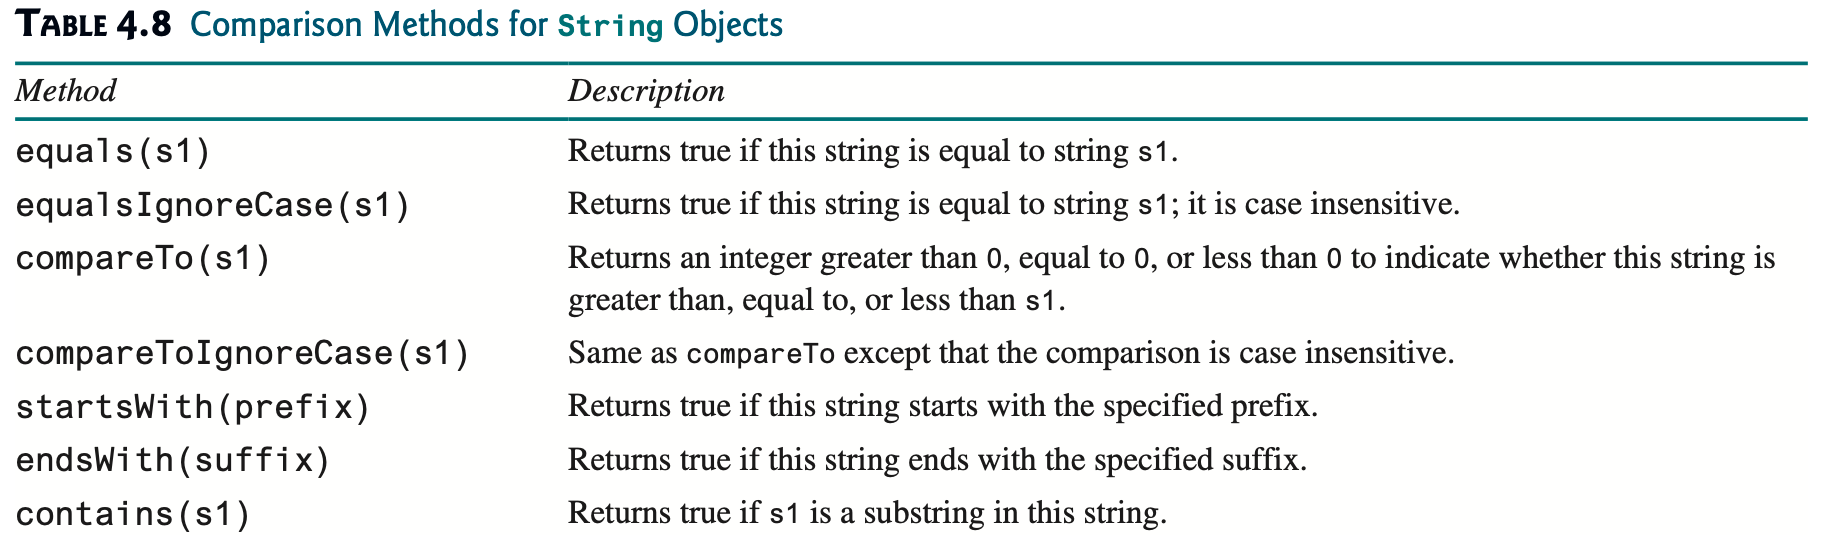 TABLE 4.8 Comparison Methods for String Objects
Method Description
equals(s1) Returns true if this string is equal to string s1.
equalsIgnoreCase(s1) Returns true if this string is equal to string s1; it is case insensitive.
compareTo(s1) Returns an integer greater than 0, equal to 0, or less than 0 to indicate whether this string is
greater than, equal to, or less than s1.
compareToIgnoreCase(s1) Same as compareTo except that the comparison is case insensitive.
startsWith(prefix) Returns true if this string starts with the specified prefix.
endsWith(suffix) Returns true if this string ends with the specified suffix.
contains(s1) Returns true if s1 is a substring in this string.